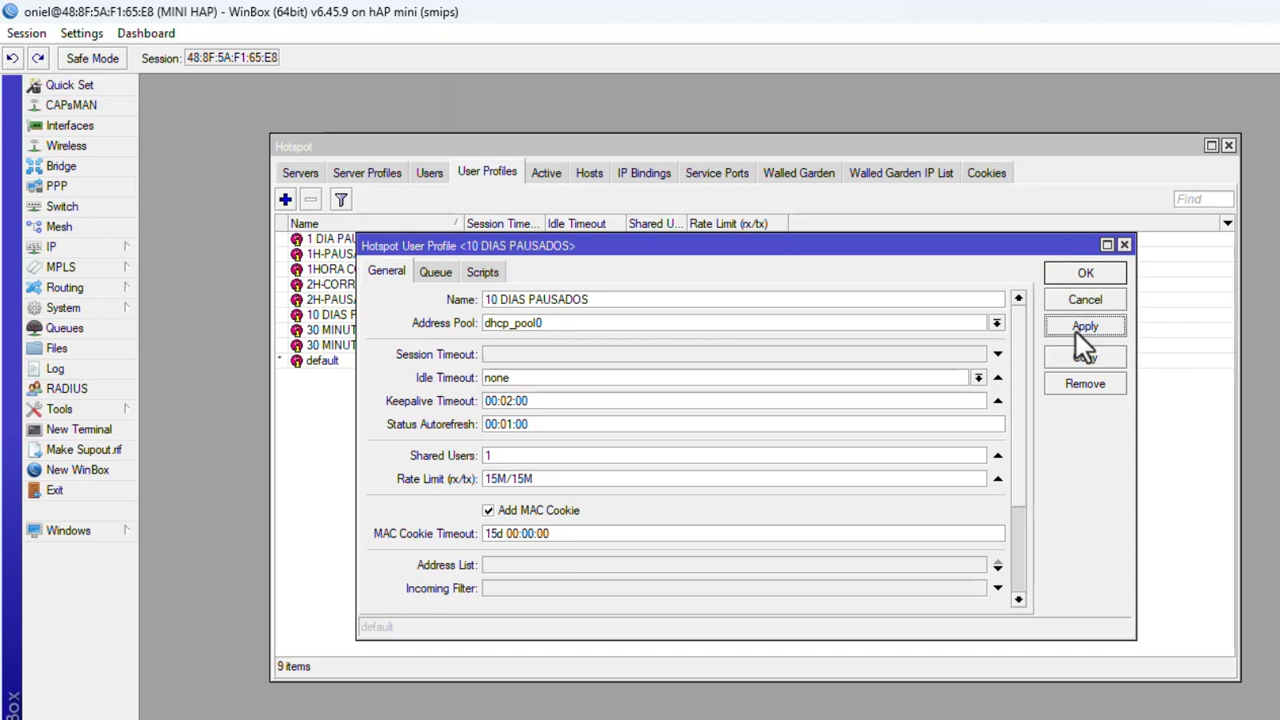 oniel@48:8F:5A:F1:65:E8 (MINI HAP) - WinBox (64bit) v6.45.9 on hAP mini (smips)
Session Settings Dashboard
Safe Mode Session: 48:8F:5A:F1:65:E8
Quick Set
CAPsMAN
Interfaces
Wireless
Bridge
PPP
Switch
Mesh
IP
MPLS
Routing
System
Queues
Files
Log
RADIUS
Tools
New Terminal
Make Supout.rif
New WinBox
Exit
Windows
Box
Hotspot
Servers Server Profiles Users User Profiles Active Hosts IP Bindings Service Ports Walled Garden Walled Garden IP List Cookies
Find
Name Session Time... Idle Timeout Shared U... Rate Limit (rx/tx)
1 DIA PAU
1H-PAUSA
1HORA C
2H-CORR
2H-PAUSA
10 DIAS P
30 MINUT
30 MINUT
* default
Hotspot User Profile <10 DIAS PAUSADOS>
General Queue Scripts
Name: 10 DIAS PAUSADOS
Address Pool: dhcp_pool0
Session Timeout:
Idle Timeout: none
Keepalive Timeout: 00:02:00
Status Autorefresh: 00:01:00
Shared Users: 1
Rate Limit (rx/tx): 15M/15M
Add MAC Cookie
MAC Cookie Timeout: 15d 00:00:00
Address List:
Incoming Filter:
default
OK
Cancel
Apply
Remove
9 items